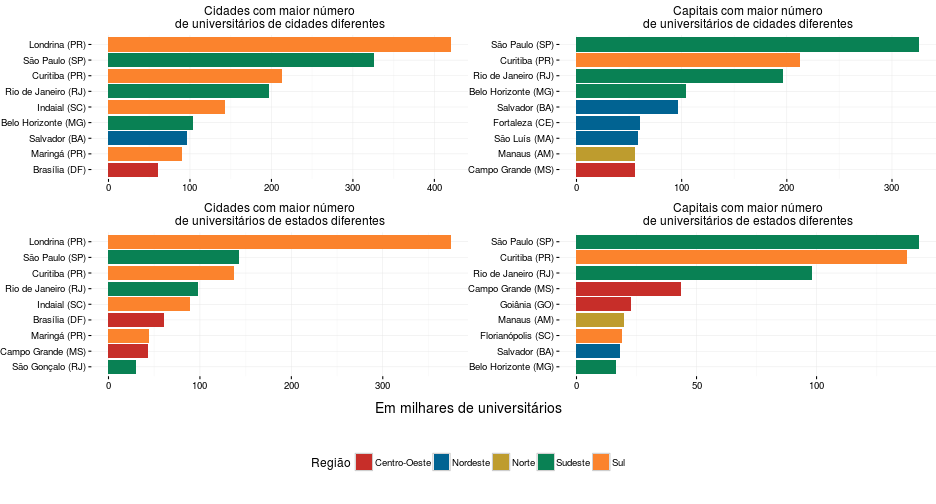 Cidades com maior número
de universitários de cidades diferentes
Londrina (PR)
São Paulo (SP)
Curitiba (PR)
Rio de Janeiro (RJ)
Indaial (SC)
Belo Horizonte (MG)
Salvador (BA)
Maringá (PR)
Brasília (DF)
0 100 200 300 400
Capitais com maior número
de universitários de cidades diferentes
São Paulo (SP)
Curitiba (PR)
Rio de Janeiro (RJ)
Belo Horizonte (MG)
Salvador (BA)
Fortaleza (CE)
São Luís (MA)
Manaus (AM)
Campo Grande (MS)
0 100 200 300
Cidades com maior número
de universitários de estados diferentes
Londrina (PR)
São Paulo (SP)
Curitiba (PR)
Rio de Janeiro (RJ)
Indaial (SC)
Brasília (DF)
Maringá (PR)
Campo Grande (MS)
São Gonçalo (RJ)
0 100 200 300
Capitais com maior número
de universitários de estados diferentes
São Paulo (SP)
Curitiba (PR)
Rio de Janeiro (RJ)
Campo Grande (MS)
Goiânia (GO)
Manaus (AM)
Florianópolis (SC)
Salvador (BA)
Belo Horizonte (MG)
0 50 100
Em milhares de universitários
Região Centro-Oeste Nordeste Norte Sudeste Sul